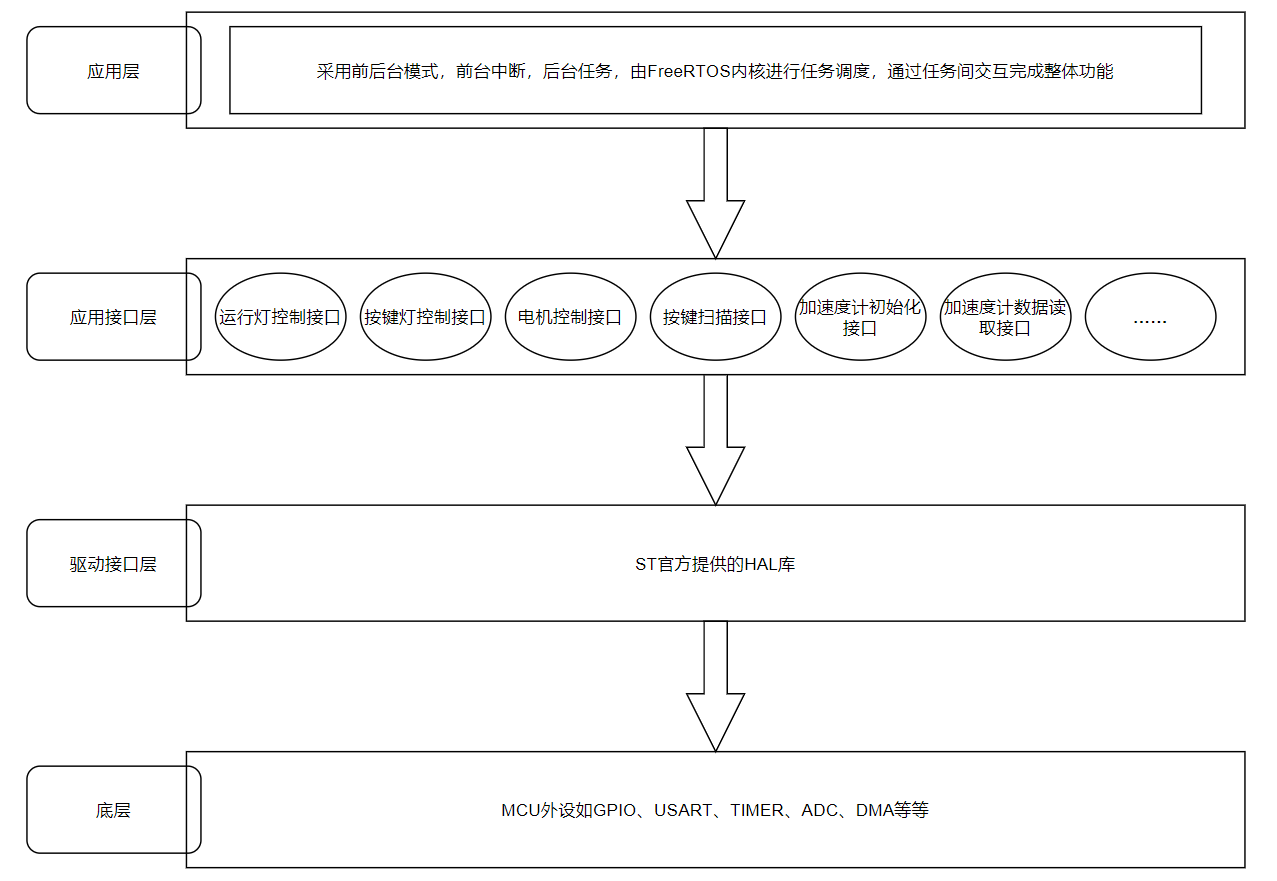 应用层
采用前后台模式，前台中断，后台任务，由FreeRTOS内核进行任务调度，通过任务间交互完成整体功能
应用接口层
运行灯控制接口
按键灯控制接口
电机控制接口
按键扫描接口
加速度计初始化
接口
加速度计数据读
取接口
……
驱动接口层
ST官方提供的HAL库
底层
MCU外设如GPIO、USART、TIMER、ADC、DMA等等